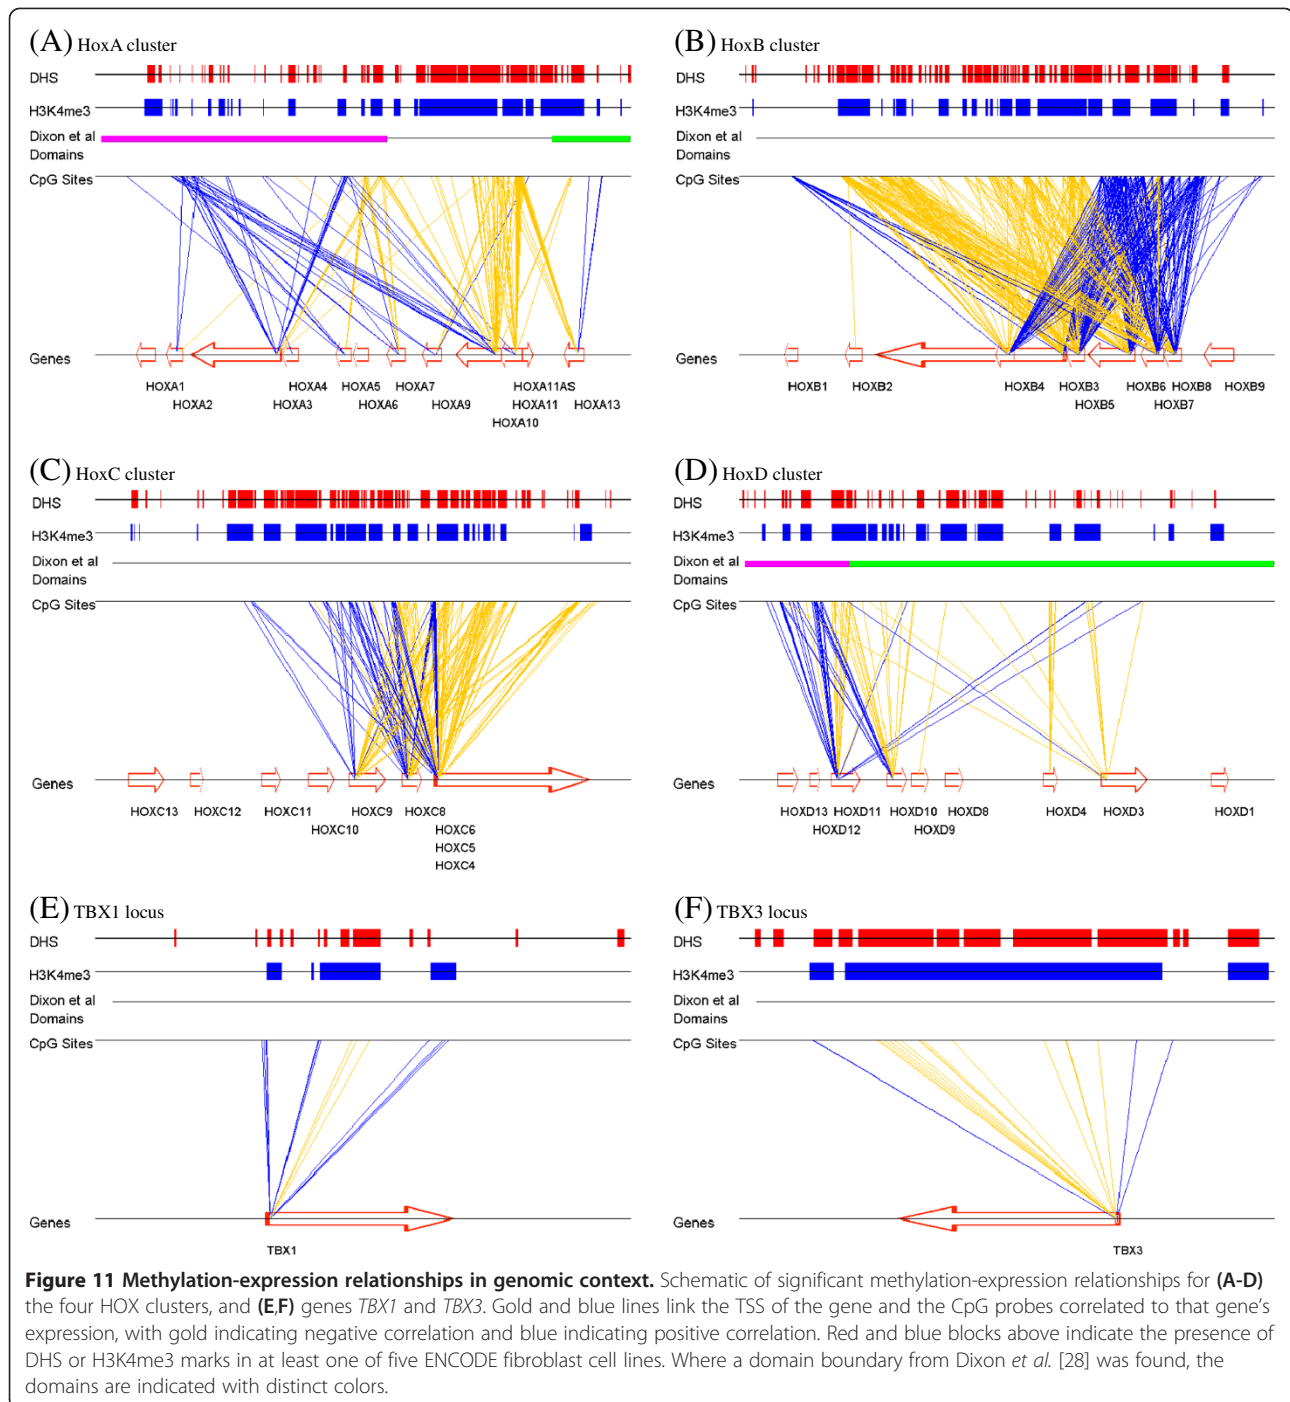 (A) HoxA cluster
DHS
H3K4me3
Dixon et al
Domains
CpG Sites
Genes
HOXA1
HOXA2
HOXA3
HOXA4
HOXA5
HOXA6
HOXA7
HOXA9
HOXA10
HOXA11
HOXA11AS
HOXA13
(B) HoxB cluster
DHS
H3K4me3
Dixon et al
Domains
CpG Sites
Genes
HOXB1
HOXB2
HOXB4
HOXB3
HOXB5
HOXB6
HOXB7
HOXB8
HOXB9
(C) HoxC cluster
DHS
H3K4me3
Dixon et al
Domains
CpG Sites
Genes
HOXC13
HOXC12
HOXC11
HOXC10
HOXC9
HOXC8
HOXC6
HOXC5
HOXC4
(D) HoxD cluster
DHS
H3K4me3
Dixon et al
Domains
CpG Sites
Genes
HOXD13
HOXD12
HOXD11
HOXD10
HOXD9
HOXD8
HOXD4
HOXD3
HOXD1
(E) TBX1 locus
DHS
H3K4me3
Dixon et al
Domains
CpG Sites
Genes
TBX1
(F) TBX3 locus
DHS
H3K4me3
Dixon et al
Domains
CpG Sites
Genes
TBX3
Figure 11 Methylation-expression relationships in genomic context. Schematic of significant methylation-expression relationships for (A-D)
the four HOX clusters, and (E,F) genes TBX1 and TBX3. Gold and blue lines link the TSS of the gene and the CpG probes correlated to that gene's
expression, with gold indicating negative correlation and blue indicating positive correlation. Red and blue blocks above indicate the presence of
DHS or H3K4me3 marks in at least one of five ENCODE fibroblast cell lines. Where a domain boundary from Dixon et al. [28] was found, the
domains are indicated with distinct colors.